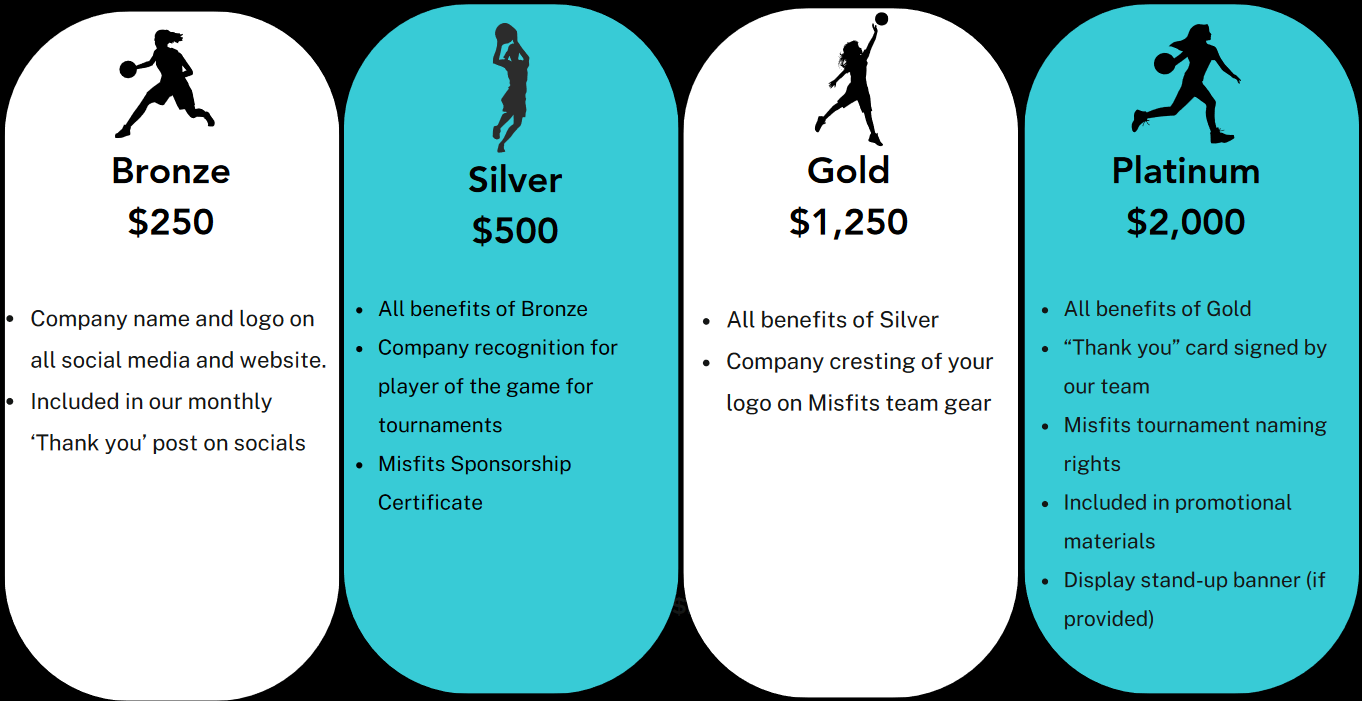 Bronze
$250
• Company name and logo on
all social media and website.
• Included in our monthly
‘Thank you’ post on socials
Silver
$500
• All benefits of Bronze
• Company recognition for
player of the game for
tournaments
• Misfits Sponsorship
Certificate
$
Gold
$1,250
• All benefits of Silver
• Company cresting of your
logo on Misfits team gear
Platinum
$2,000
• All benefits of Gold
• “Thank you” card signed by
our team
• Misfits tournament naming
rights
• Included in promotional
materials
• Display stand-up banner (if
provided)